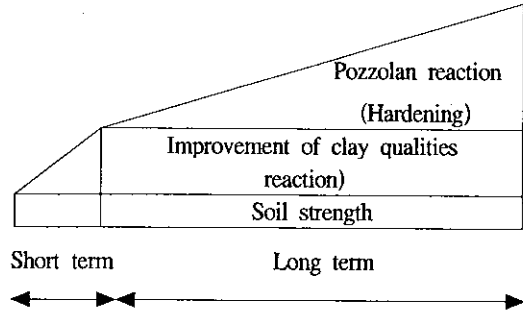 Pozzolan reaction
(Hardening)
Improvement of clay qualities
reaction)
Soil strength
Short term
Long term